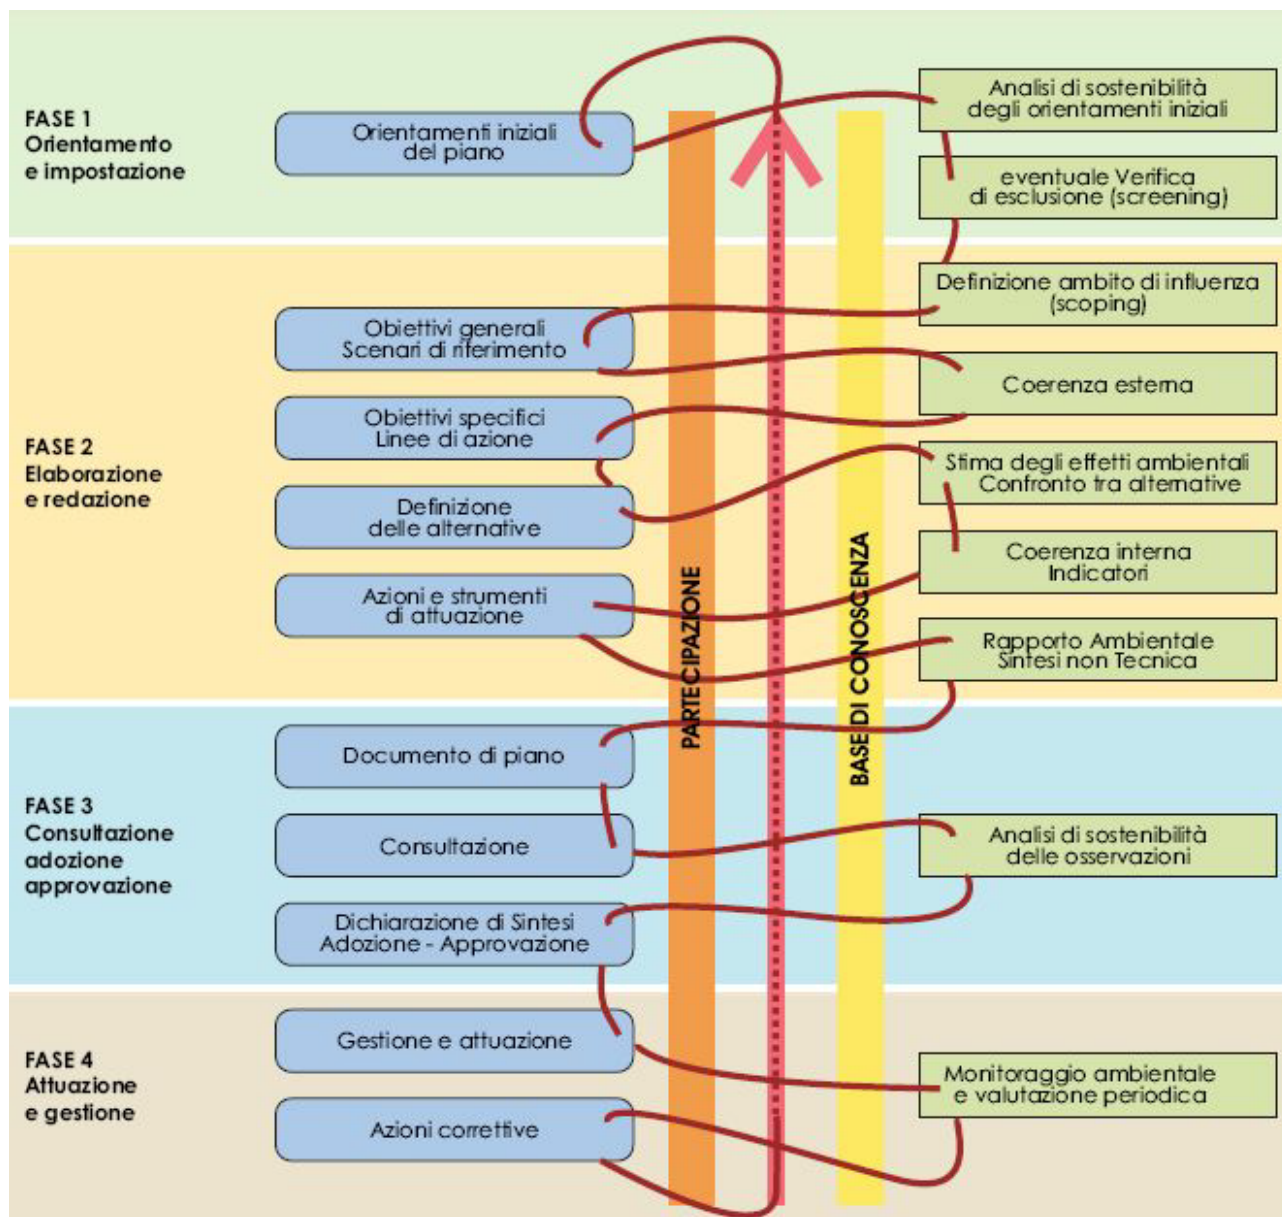 FASE 1
Orientamento
e impostazione
Orientamenti iniziali
del piano
Analisi di sostenibilità
degli orientamenti iniziali
eventuale Verifica
di esclusione (screening)
FASE 2
Elaborazione
e redazione
Definizione ambito di influenza
(scoping)
Obiettivi generali
Scenari di riferimento
Coerenza esterna
Obiettivi specifici
Linee di azione
Stima degli effetti ambientali
Confronto tra alternative
Definizione
delle alternative
Coerenza interna
Indicatori
Azioni e strumenti
di attuazione
Rapporto Ambientale
Sintesi non Tecnica
PARTECIPAZIONE
BASE DI CONOSCENZA
FASE 3
Consultazione
adozione
approvazione
Documento di piano
Consultazione
Analisi di sostenibilità
delle osservazioni
Dichiarazione di Sintesi
Adozione - Approvazione
FASE 4
Attuazione
e gestione
Gestione e attuazione
Monitoraggio ambientale
e valutazione periodica
Azioni correttive